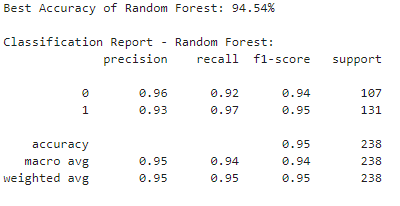 Best Accuracy of Random Forest: 94.54%
Classification Report - Random Forest:
precision recall f1-score support
0 0.96 0.92 0.94 107
1 0.93 0.97 0.95 131
accuracy 0.95 238
macro avg 0.95 0.94 0.94 238
weighted avg 0.95 0.95 0.95 238